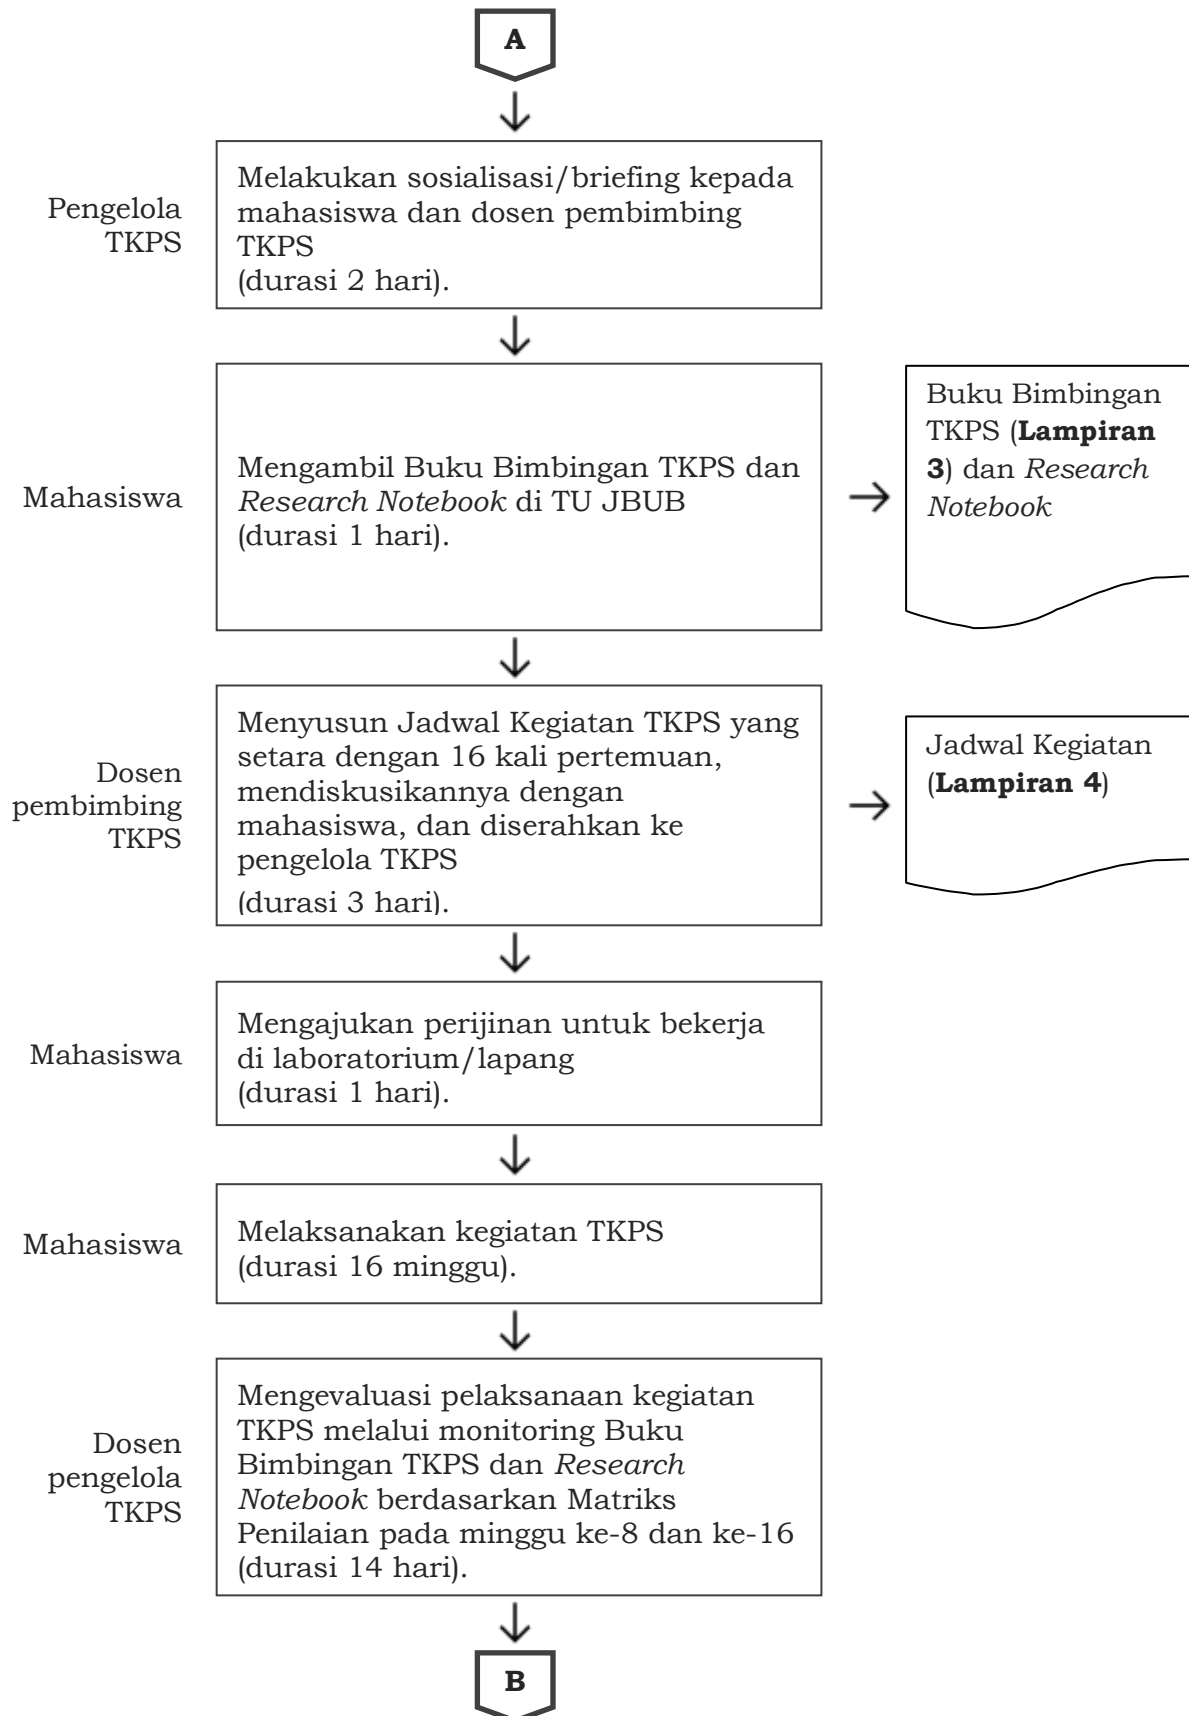 A
Pengelola
TKPS
Melakukan sosialisasi/briefing kepada
mahasiswa dan dosen pembimbing
TKPS
(durasi 2 hari).
Mahasiswa
Mengambil Buku Bimbingan TKPS dan
Research Notebook di TU JBUB
(durasi 1 hari).
Buku Bimbingan
TKPS (Lampiran
3) dan Research
Notebook
Dosen
pembimbing
TKPS
Menyusun Jadwal Kegiatan TKPS yang
setara dengan 16 kali pertemuan,
mendiskusikannya dengan
mahasiswa, dan diserahkan ke
pengelola TKPS
(durasi 3 hari).
Jadwal Kegiatan
(Lampiran 4)
Mahasiswa
Mengajukan perijinan untuk bekerja
di laboratorium/lapang
(durasi 1 hari).
Mahasiswa
Melaksanakan kegiatan TKPS
(durasi 16 minggu).
Dosen
pengelola
TKPS
Mengevaluasi pelaksanaan kegiatan
TKPS melalui monitoring Buku
Bimbingan TKPS dan Research
Notebook berdasarkan Matriks
Penilaian pada minggu ke-8 dan ke-16
(durasi 14 hari).
B